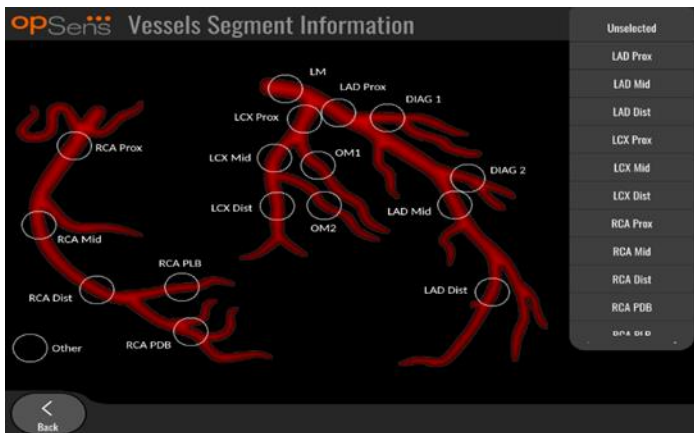 opSens Vessels Segment Information
LM
LAD Prox
DIAG 1
LCX Prox
RCA Prox
LCX Mid
OM1
DIAG 2
LCX Dist
LAD Mid
OM2
RCA Mid
RCA PLB
RCA Dist
LAD Dist
Other
RCA PDB
Back
Unselected
LAD Prox
LAD Mid
LAD Dist
LCX Prox
LCX Mid
LCX Dist
RCA Prox
RCA Mid
RCA Dist
RCA PDB
RCA PLB